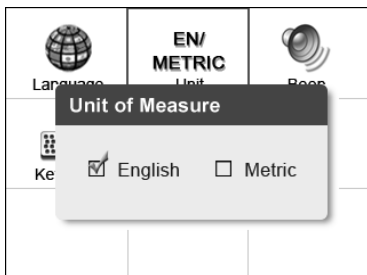 EN/
METRIC
Language
Unit
Beep
Unit of Measure
English
Metric
Ke